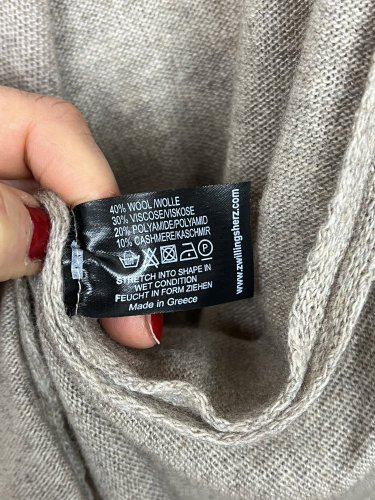 40% WOOL/WOLLE
30% VISCOSE/VISKOSE
20% POLYAMIDE/POLYAMID
10% CASHMERE/KASCHMIR
STRETCH INTO SHAPE IN
WET CONDITION
FEUCHT IN FORM ZIEHEN
Made in Greece
www.zwillingsherz.com